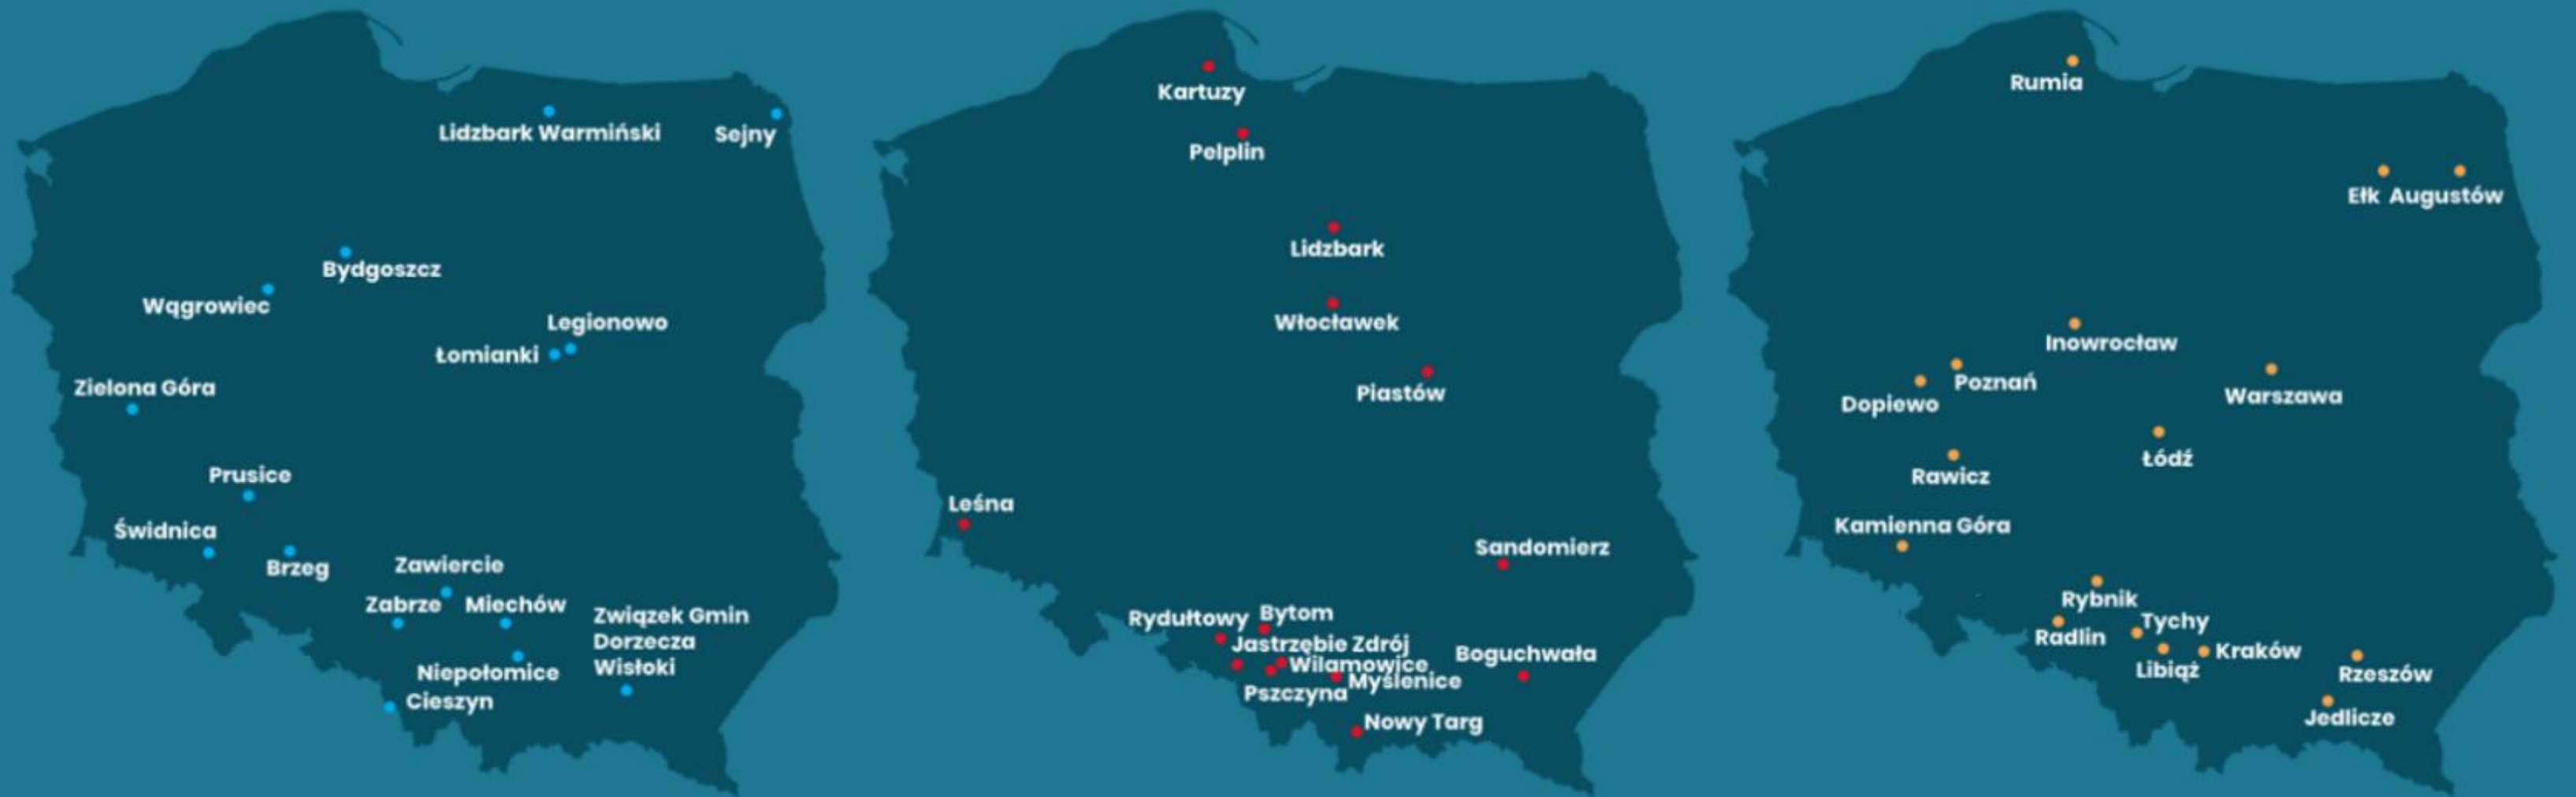 Lidzbark Warmiński
Sejny
Bydgoszcz
Wągrowiec
Legionowo
Łomianki
Zielona Góra
Prusice
Świdnica
Brzeg
Zawiercie
Zabrze
Miechów
Związek Gmin
Dorzecza
Wisłoki
Niepołomice
Cieszyn
Kartuzy
Pelplin
Lidzbark
Włocławek
Piastów
Leśna
Sandomierz
Rydułtowy
Bytom
Jastrzębie Zdrój
Wilamowice
Boguchwała
Myślenice
Pszczyna
Nowy Targ
Rumia
Ełk
Augustów
Inowrocław
Poznań
Dopiewo
Warszawa
Łódź
Rawicz
Kamienna Góra
Rybnik
Tychy
Radlin
Kraków
Libiąż
Rzeszów
Jedlicze